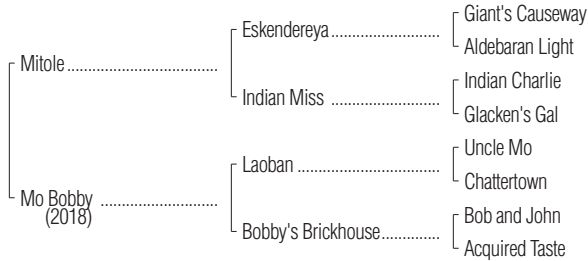 Giant's Causeway
Eskendereya
Aldebaran Light
Mitole
Indian Charlie
Indian Miss
Glacken's Gal
Uncle Mo
Laoban
Chattertown
Mo Bobby
(2018)
Bob and John
Bobby's Brickhouse
Acquired Taste